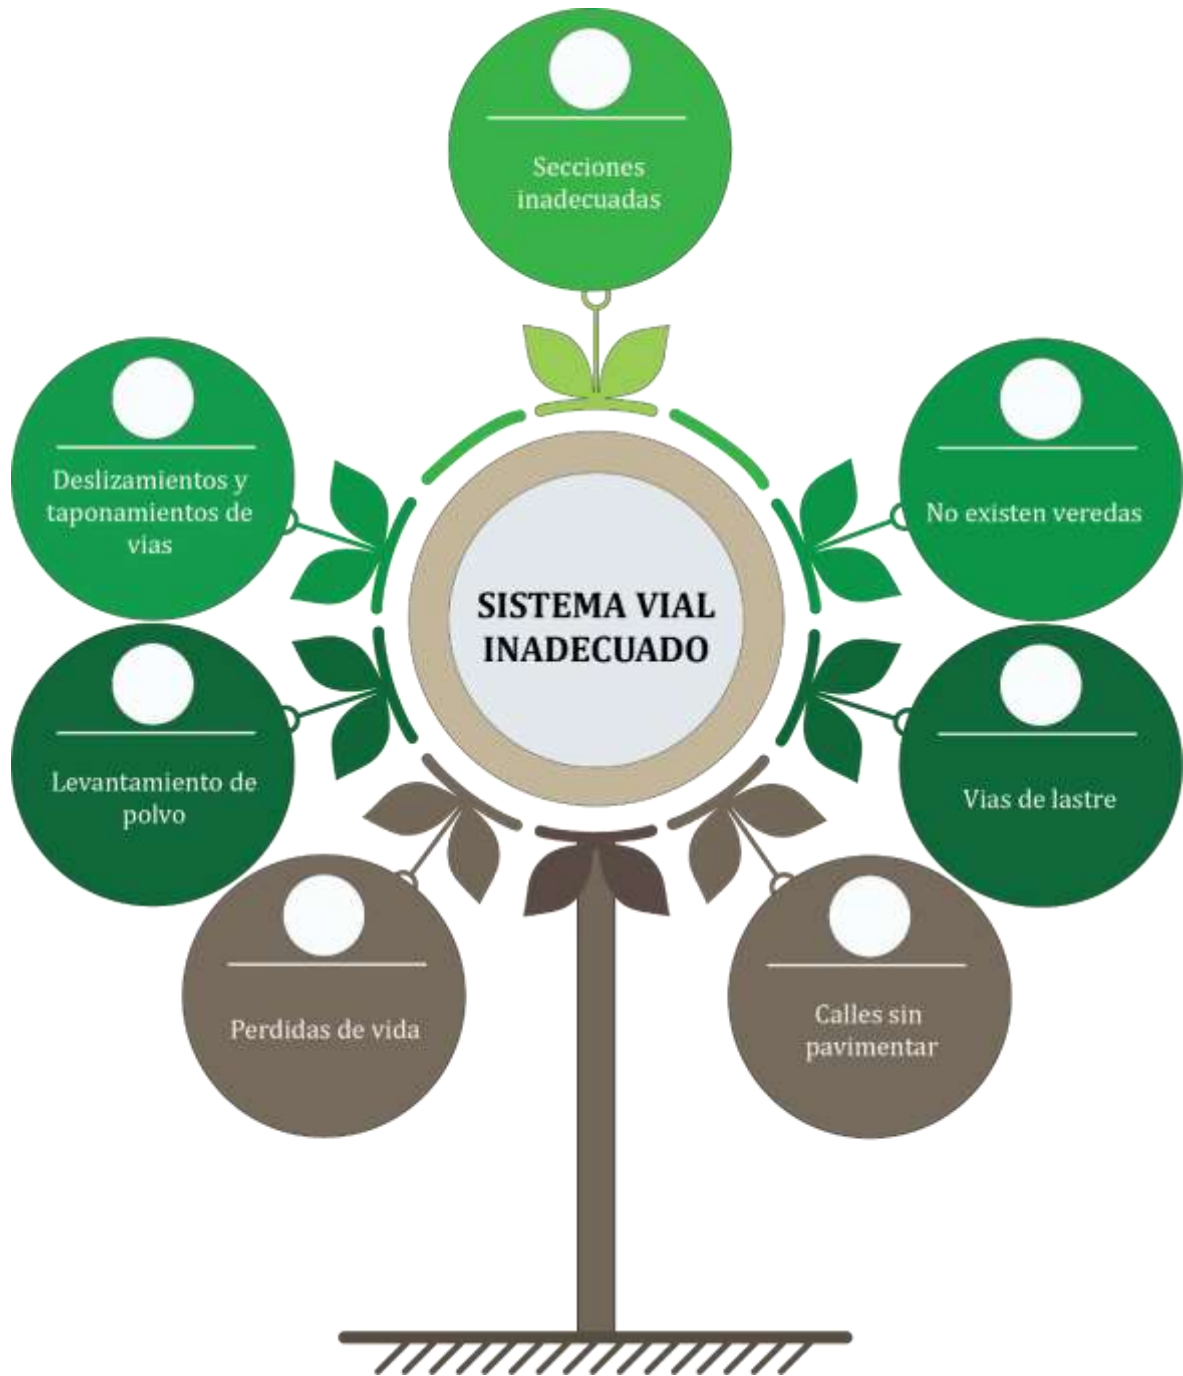 Secciones
inadecuadas
Deslizamientos y
taponamientos de
vias
No existen veredas
SISTEMA VIAL
INADECUADO
Levantamiento de
polvo
Vias de lastre
Perdidas de vida
Calles sin
pavimentar